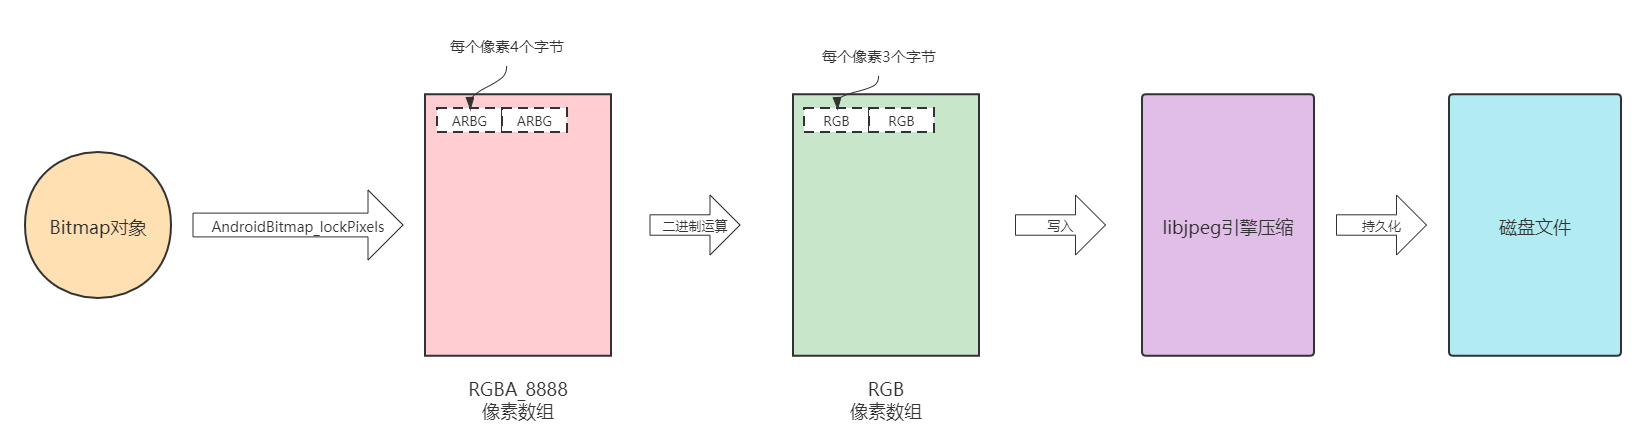 每个像素4个字节
每个像素3个字节
ARBG
ARBG
RGB
RGB
Bitmap对象
AndroidBitmap_lockPixels
二进制运算
写入
libjpeg引擎压缩
持久化
磁盘文件
RGBA_8888
像素数组
RGB
像素数组